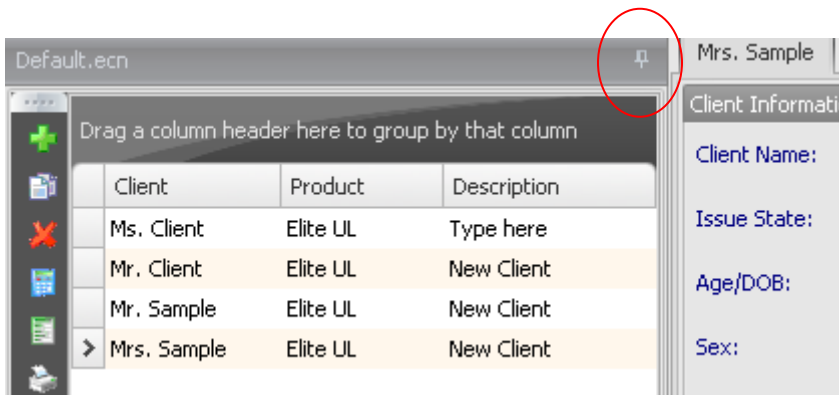 Default.ecn
Mrs. Sample
Drag a column header here to group by that column
Client Product Description
Ms. Client Elite UL Type here
Mr. Client Elite UL New Client
Mr. Sample Elite UL New Client
Mrs. Sample Elite UL New Client
Client Informati
Client Name:
Issue State:
Age/DOB:
Sex: